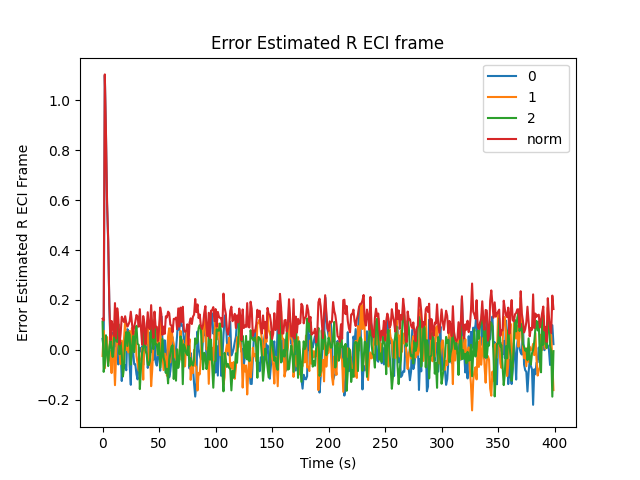 Error Estimated R ECI frame
Error Estimated R ECI Frame
1.0
0.8
0.6
0.4
0.2
0.0
−0.2
0
1
2
norm
0 50 100 150 200 250 300 350 400
Time (s)